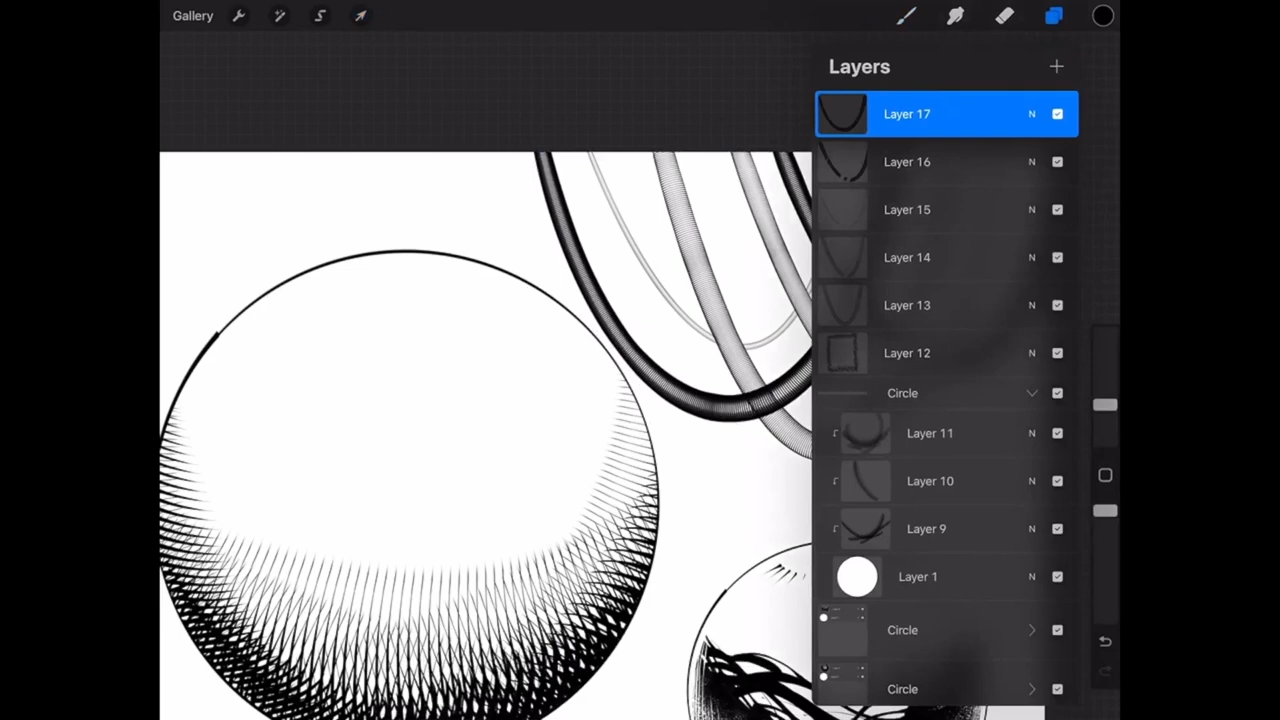 Gallery
Layers
Layer 17 N
Layer 16 N
Layer 15 N
Layer 14 N
Layer 13 N
Layer 12 N
Circle
Layer 11 N
Layer 10 N
Layer 9 N
Layer 1 N
Circle
Circle